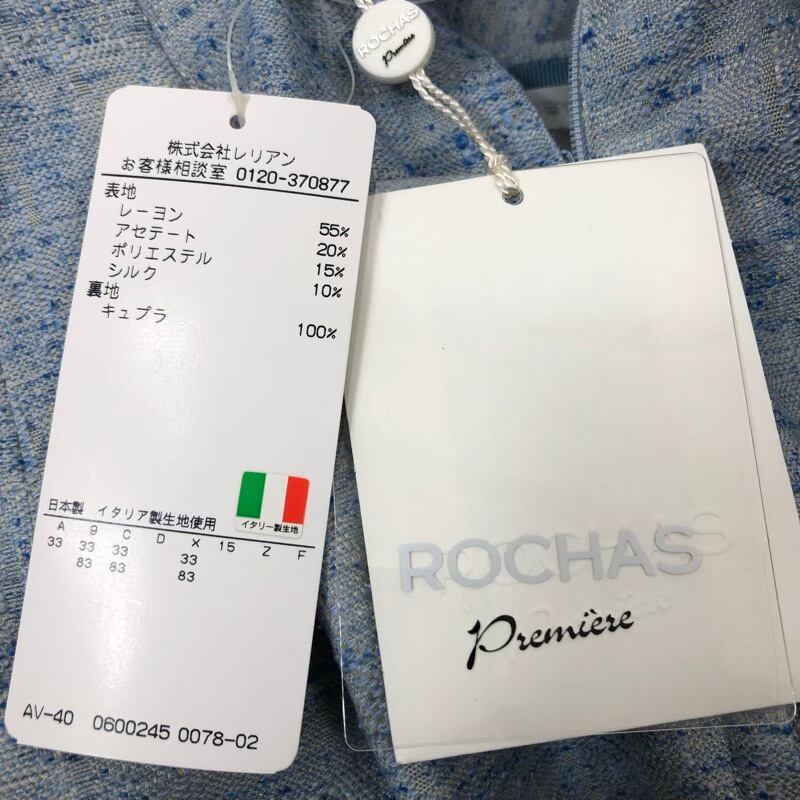 ROCHAS
Première
株式会社レリアン
お客様相談室 0120-370877
表地
レーヨン 55%
アセテート 20%
ポリエステル 15%
シルク 10%
裏地
キュプラ 100%
イタリー製生地
日本製 イタリア製生地使用
A 9 C D X 15 Z F
33 33 33 33
83 83 83
AV-40 0600245 0078-02
ROCHAS
Première